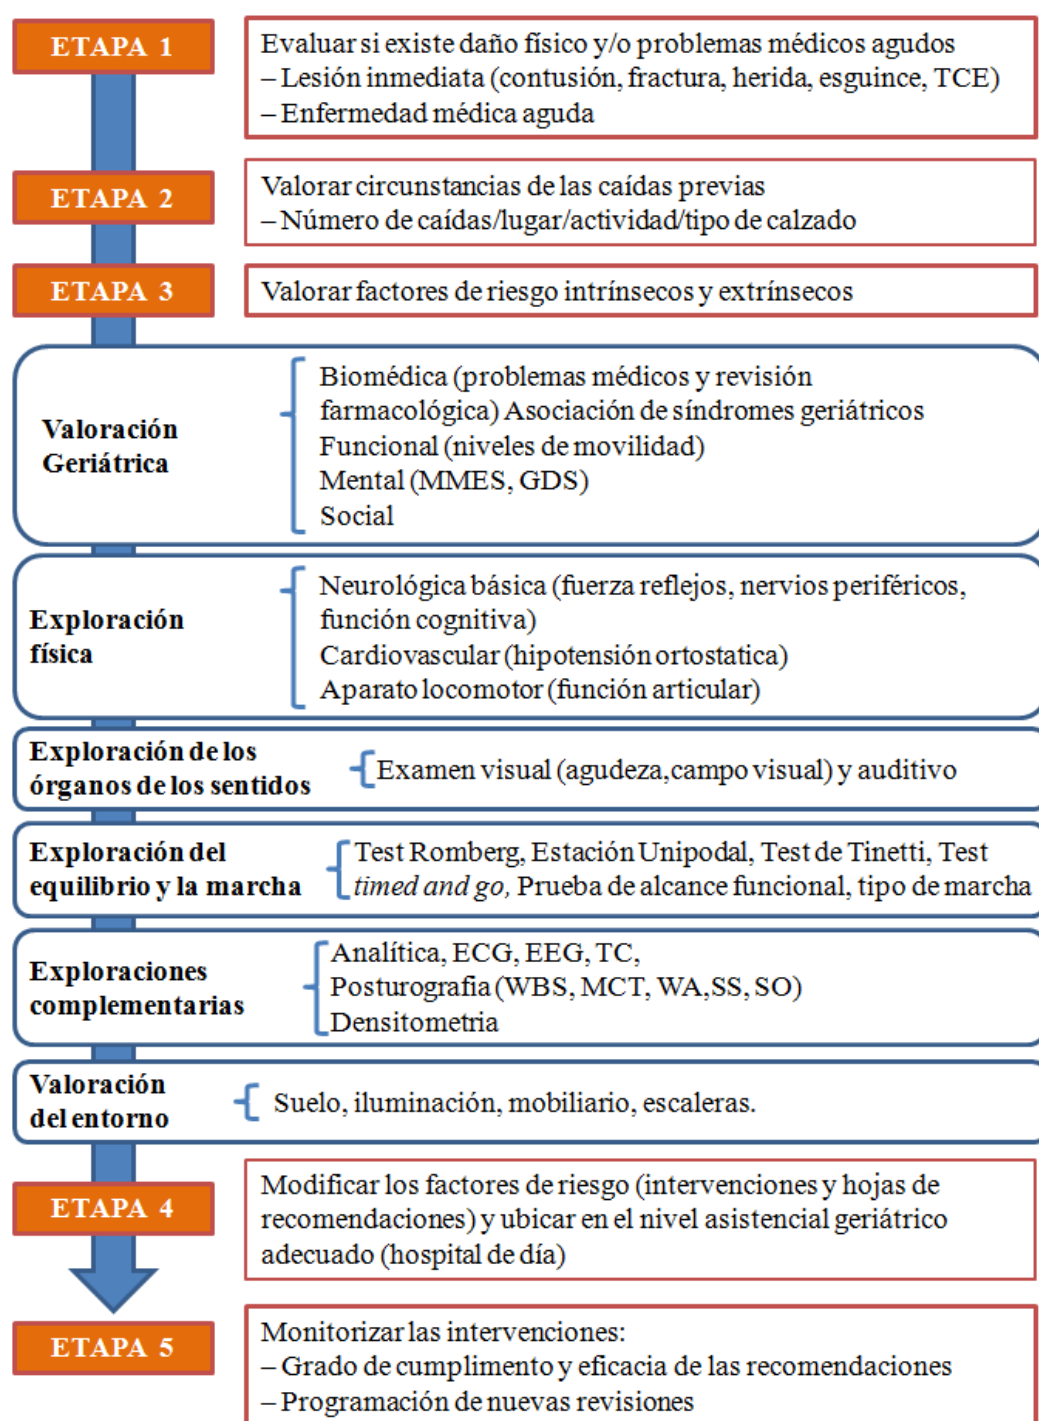 ETAPA 1
Evaluar si existe daño físico y/o problemas médicos agudos
– Lesión inmediata (contusión, fractura, herida, esguince, TCE)
– Enfermedad médica aguda
ETAPA 2
Valorar circunstancias de las caídas previas
– Número de caídas/lugar/actividad/tipo de calzado
ETAPA 3
Valorar factores de riesgo intrínsecos y extrínsecos
Valoración
Geriátrica
Biomédica (problemas médicos y revisión
farmacológica) Asociación de síndromes geriátricos
Funcional (niveles de movilidad)
Mental (MMES, GDS)
Social
Exploración
física
Neurológica básica (fuerza reflejos, nervios periféricos,
función cognitiva)
Cardiovascular (hipotensión ortostatica)
Aparato locomotor (función articular)
Exploración de los
órganos de los sentidos
Examen visual (agudeza,campo visual) y auditivo
Exploración del
equilibrio y la marcha
Test Romberg, Estación Unipodal, Test de Tinetti, Test
timed and go, Prueba de alcance funcional, tipo de marcha
Exploraciones
complementarias
Analítica, ECG, EEG, TC,
Posturografia (WBS, MCT, WA,SS, SO)
Densitometria
Valoración
del entorno
Suelo, iluminación, mobiliario, escaleras.
ETAPA 4
Modificar los factores de riesgo (intervenciones y hojas de
recomendaciones) y ubicar en el nivel asistencial geriátrico
adecuado (hospital de día)
ETAPA 5
Monitorizar las intervenciones:
– Grado de cumplimento y eficacia de las recomendaciones
– Programación de nuevas revisiones